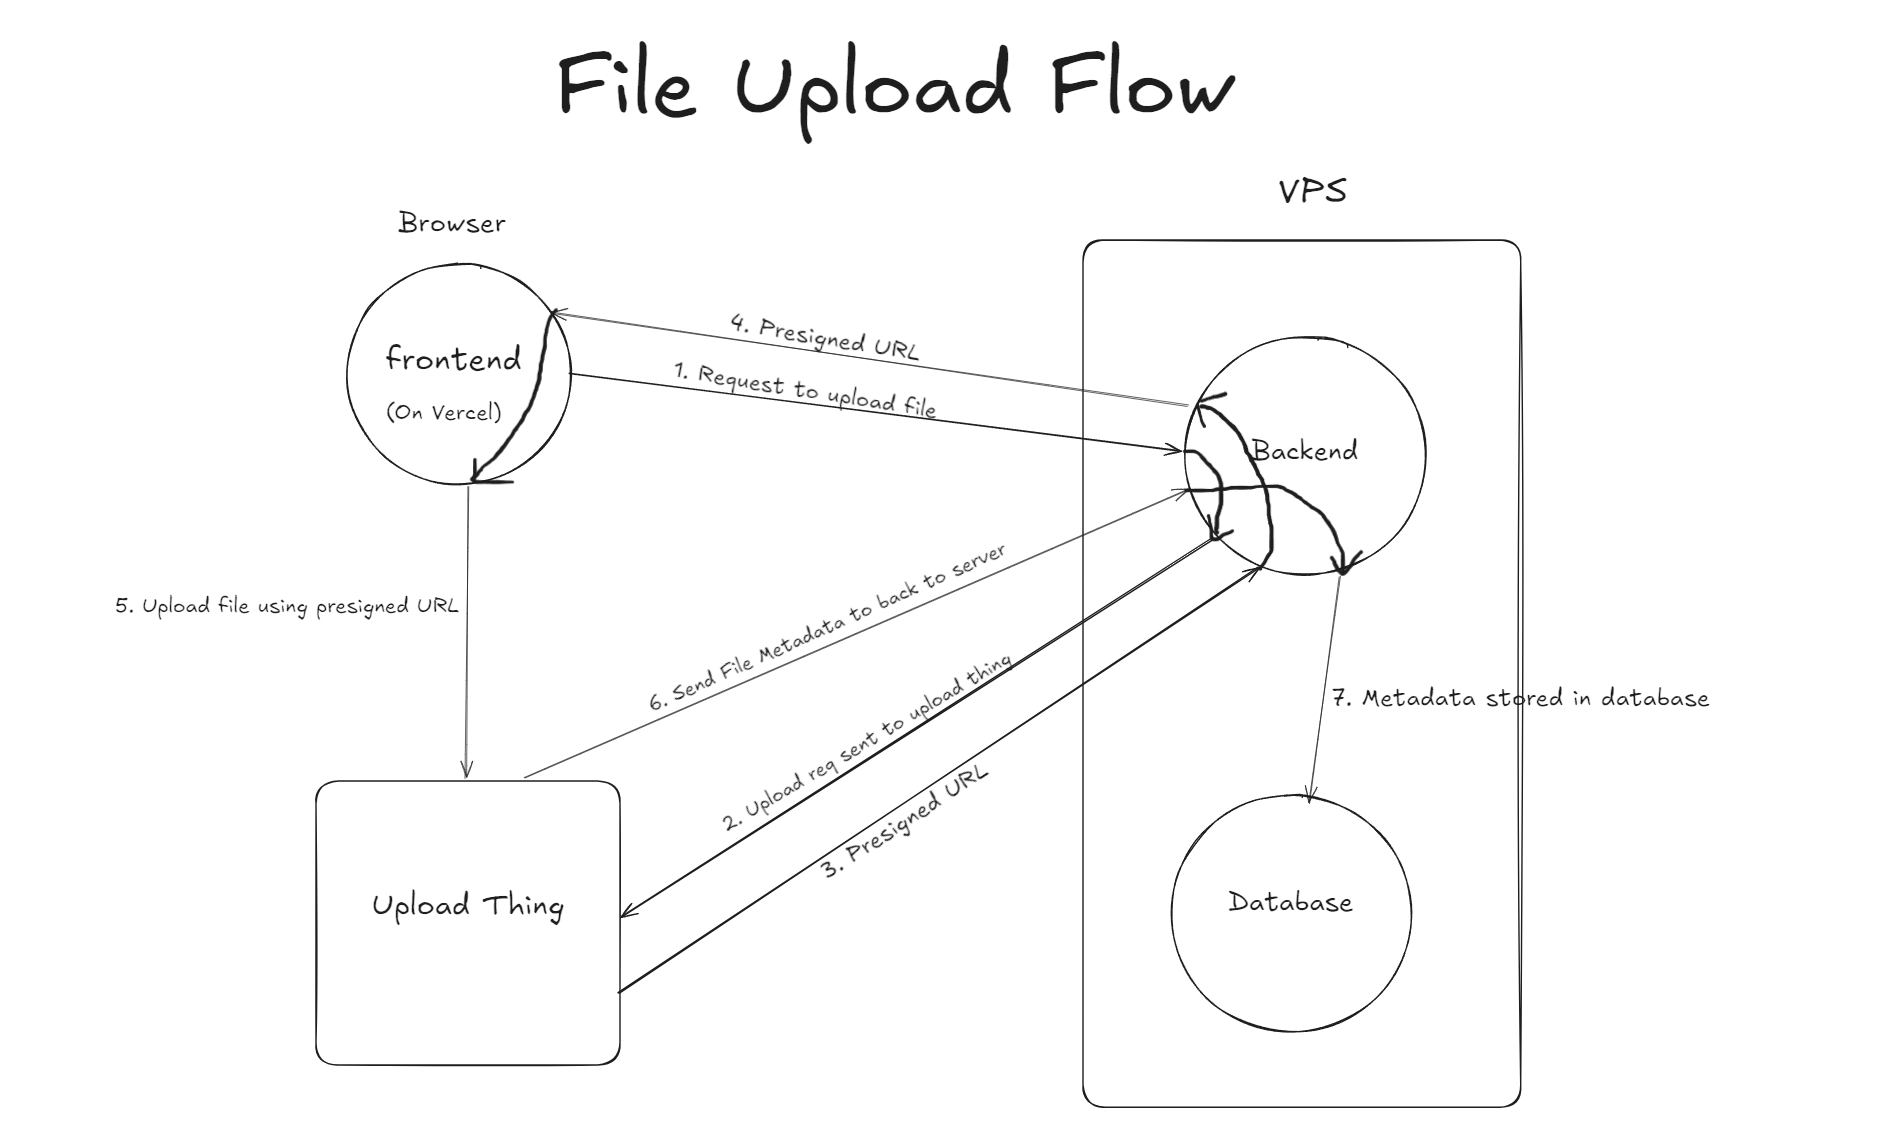 File Upload Flow
VPS
Browser
frontend
(On Vercel)
4. Presigned URL
1. Request to upload file
Backend
5. Upload file using presigned URL
6. Send File Metadata to back to server
2. Upload req sent to upload thing
3. Presigned URL
7. Metadata stored in database
Upload Thing
Database